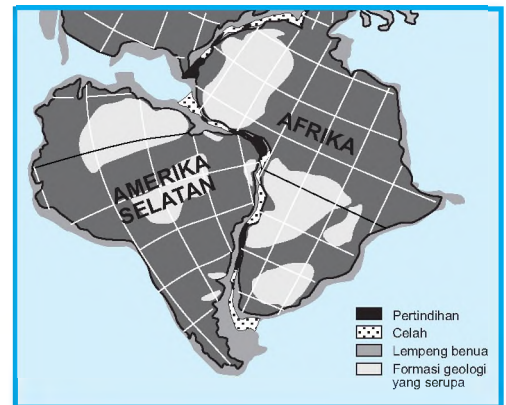 AFRIKA
AMERIKA
SELATAN
Pertindihan
Celah
Lempeng benua
Formasi geologi
yang serupa